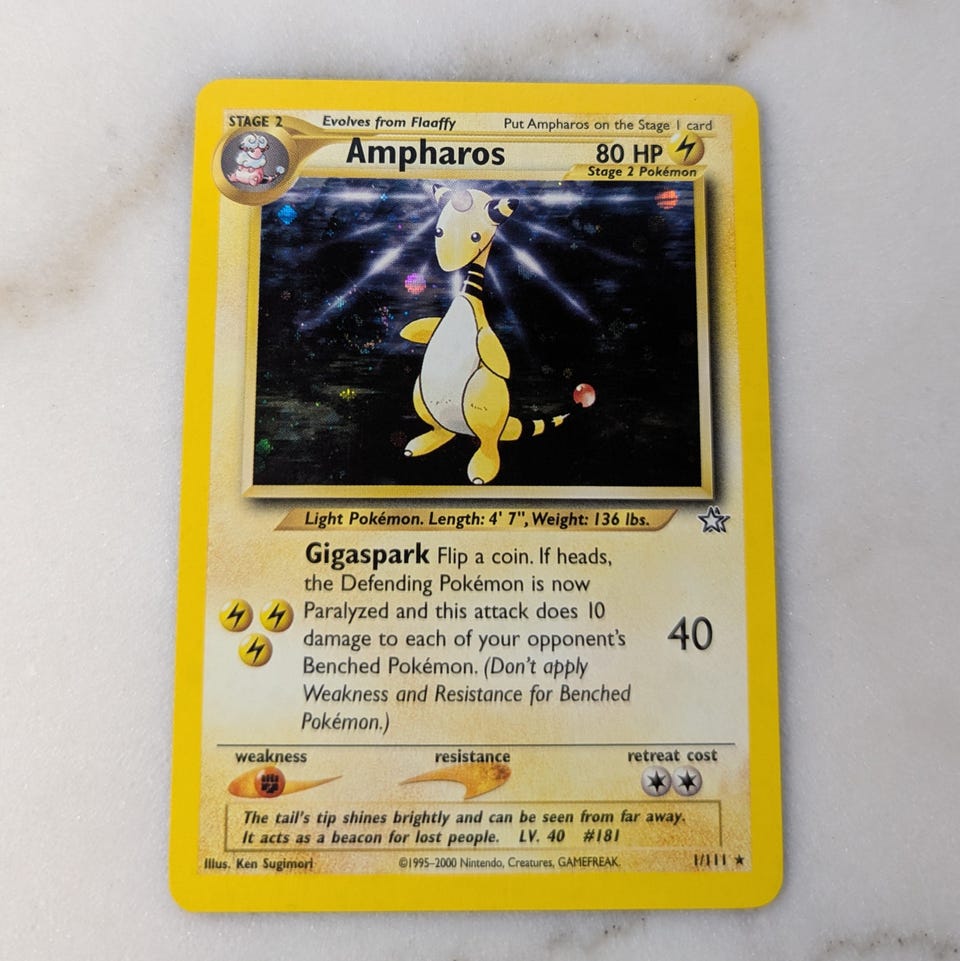 STAGE 2 Evolves from Flaaffy Put Ampharos on the Stage 1 card
Ampharos 80 HP
Stage 2 Pokémon
Light Pokémon. Length: 4' 7", Weight: 136 lbs.
Gigaspark Flip a coin. If heads,
the Defending Pokémon is now
Paralyzed and this attack does 10
damage to each of your opponent's
Benched Pokémon. (Don't apply
Weakness and Resistance for Benched
Pokémon.)
40
weakness resistance retreat cost
The tail's tip shines brightly and can be seen from far away.
It acts as a beacon for lost people. LV. 40 #181
Illus. Ken Sugimori ©1995-2000 Nintendo, Creatures, GAMEFREAK. 1/111 ★